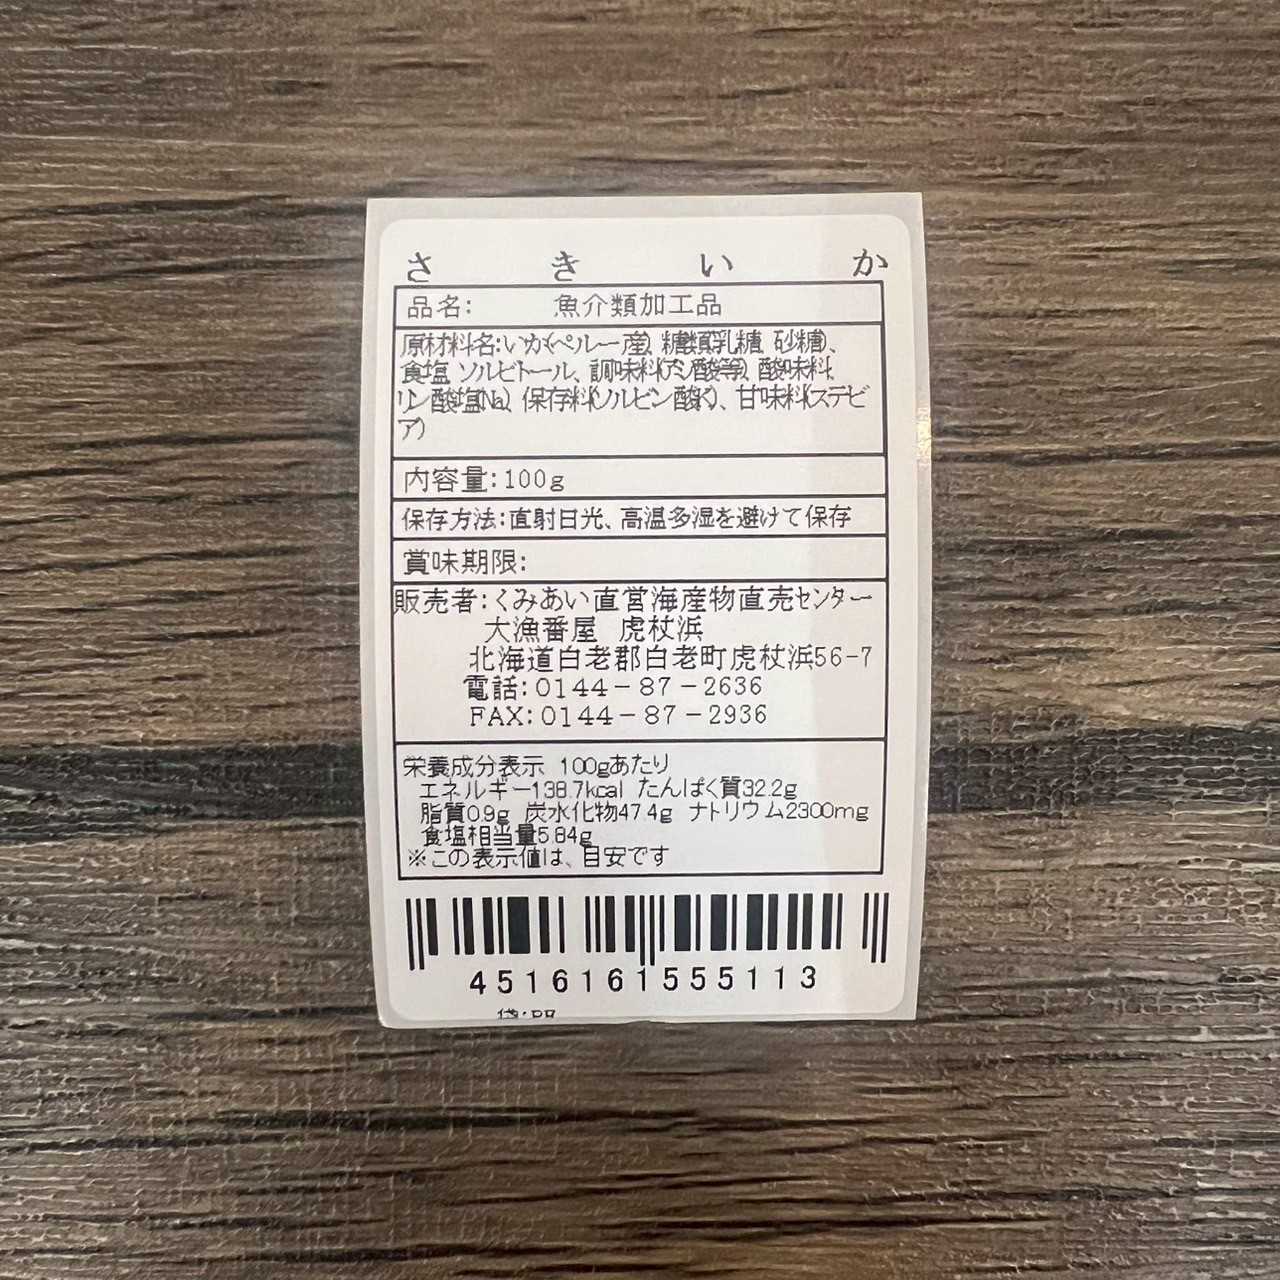 さきいか
品名: 魚介類加工品
原材料名:いか(ペルー産)、糖類(乳糖、砂糖)、
食塩、ソルビトール、調味料(アミノ酸等)、酸味料、
リン酸塩(Na)、保存料(ソルビン酸K)、甘味料(ステビ
ア)
内容量:100g
保存方法:直射日光、高温多湿を避けて保存
賞味期限:
販売者:くみあい直営海産物直売センター
大漁番屋 虎杖浜
北海道白老郡白老町虎杖浜56-7
電話:0144-87-2636
FAX:0144-87-2936
栄養成分表示 100gあたり
エネルギー138.7kcal たんぱく質32.2g
脂質0.9g 炭水化物47.4g ナトリウム2300mg
食塩相当量5.84g
※この表示値は、目安です
4516161555113